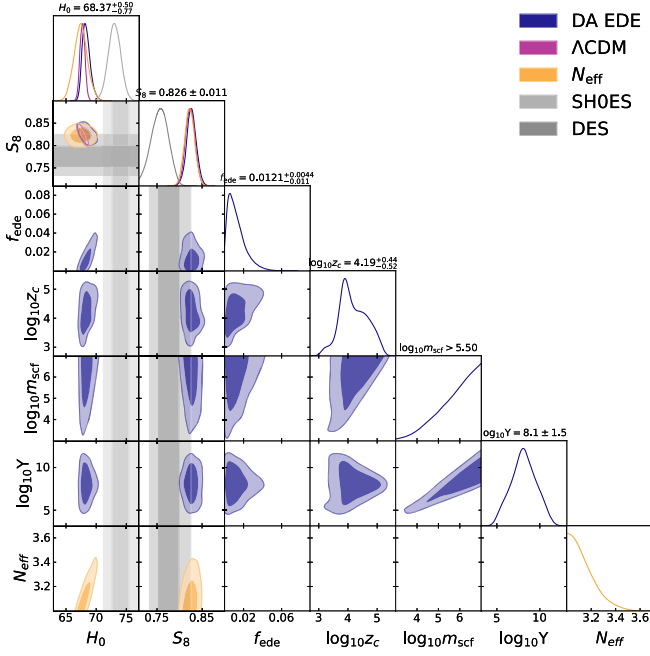 H₀ = 68.37⁺⁰·⁵⁰₋₀.₇₇
DA EDE
ΛCDM
N_eff
SH0ES
DES
S₈ = 0.826 ± 0.011
S₈
0.85
0.80
0.75
f_ede = 0.0121^{+0.0044}_{-0.011}
f_ede
0.08
0.06
0.04
0.02
log₁₀z_c = 4.19^{+0.44}_{-0.52}
log₁₀z_c
5
4
3
log₁₀m_scf > 5.50
log₁₀m_scf
6
5
4
og₁₀Y = 8.1 ± 1.5
log₁₀Y
10
5
N_eff
3.6
3.4
3.2
65 70 75
0.75 0.85
0.02 0.06
3 4 5
4 5 6
5 10
3.2 3.4 3.6
H₀ S₈ f_ede log₁₀z_c log₁₀m_scf log₁₀Y N_eff